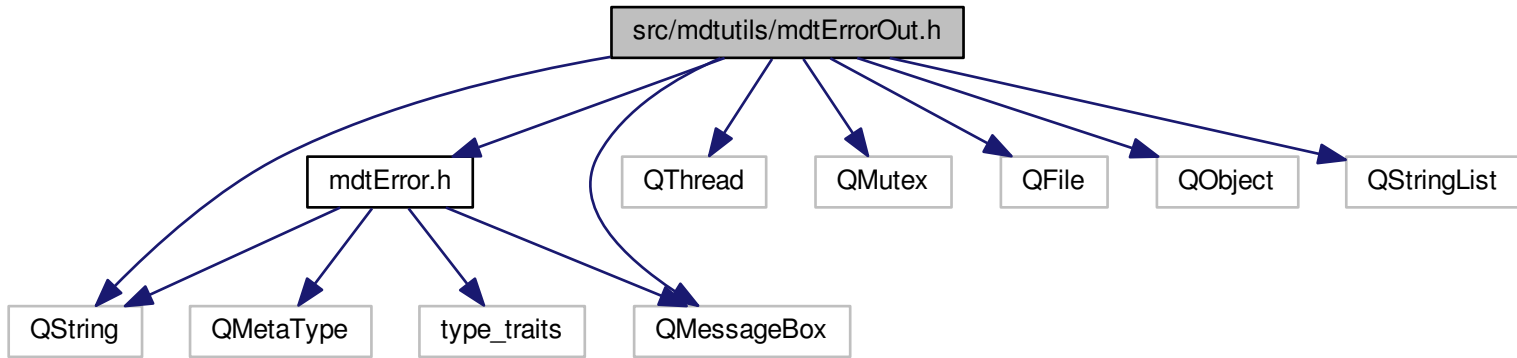 src/mdtutils/mdtErrorOut.h
mdtError.h
QThread
QMutex
QFile
QObject
QStringList
QString
QMetaType
type_traits
QMessageBox